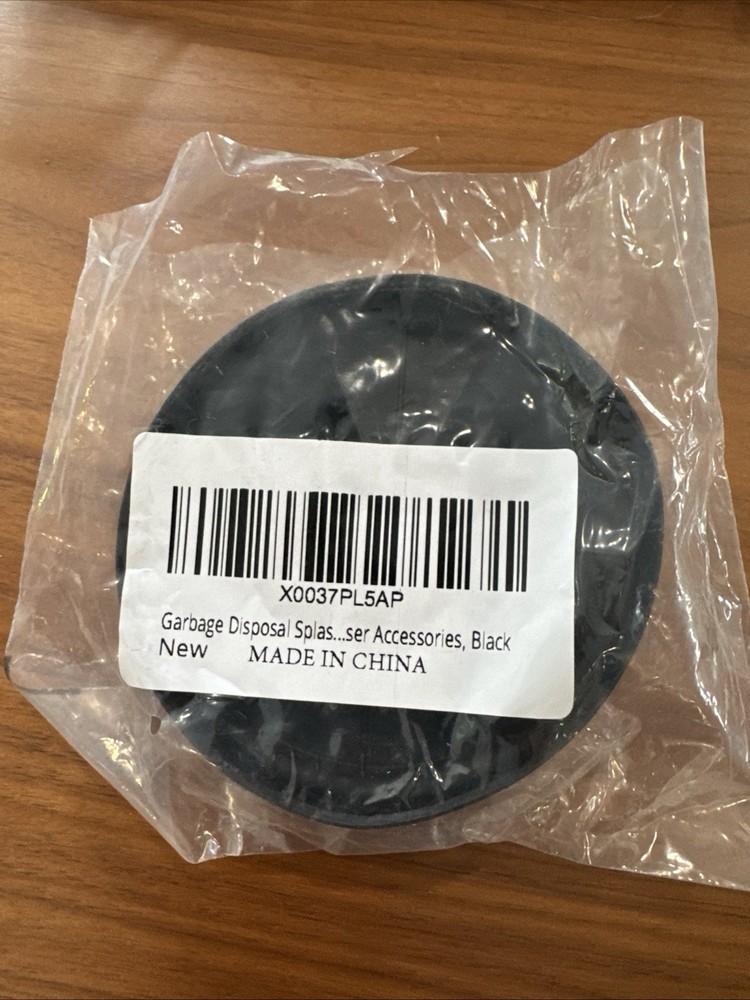 X0037PL5AP
Garbage Disposal Splas...ser Accessories, Black
New MADE IN CHINA